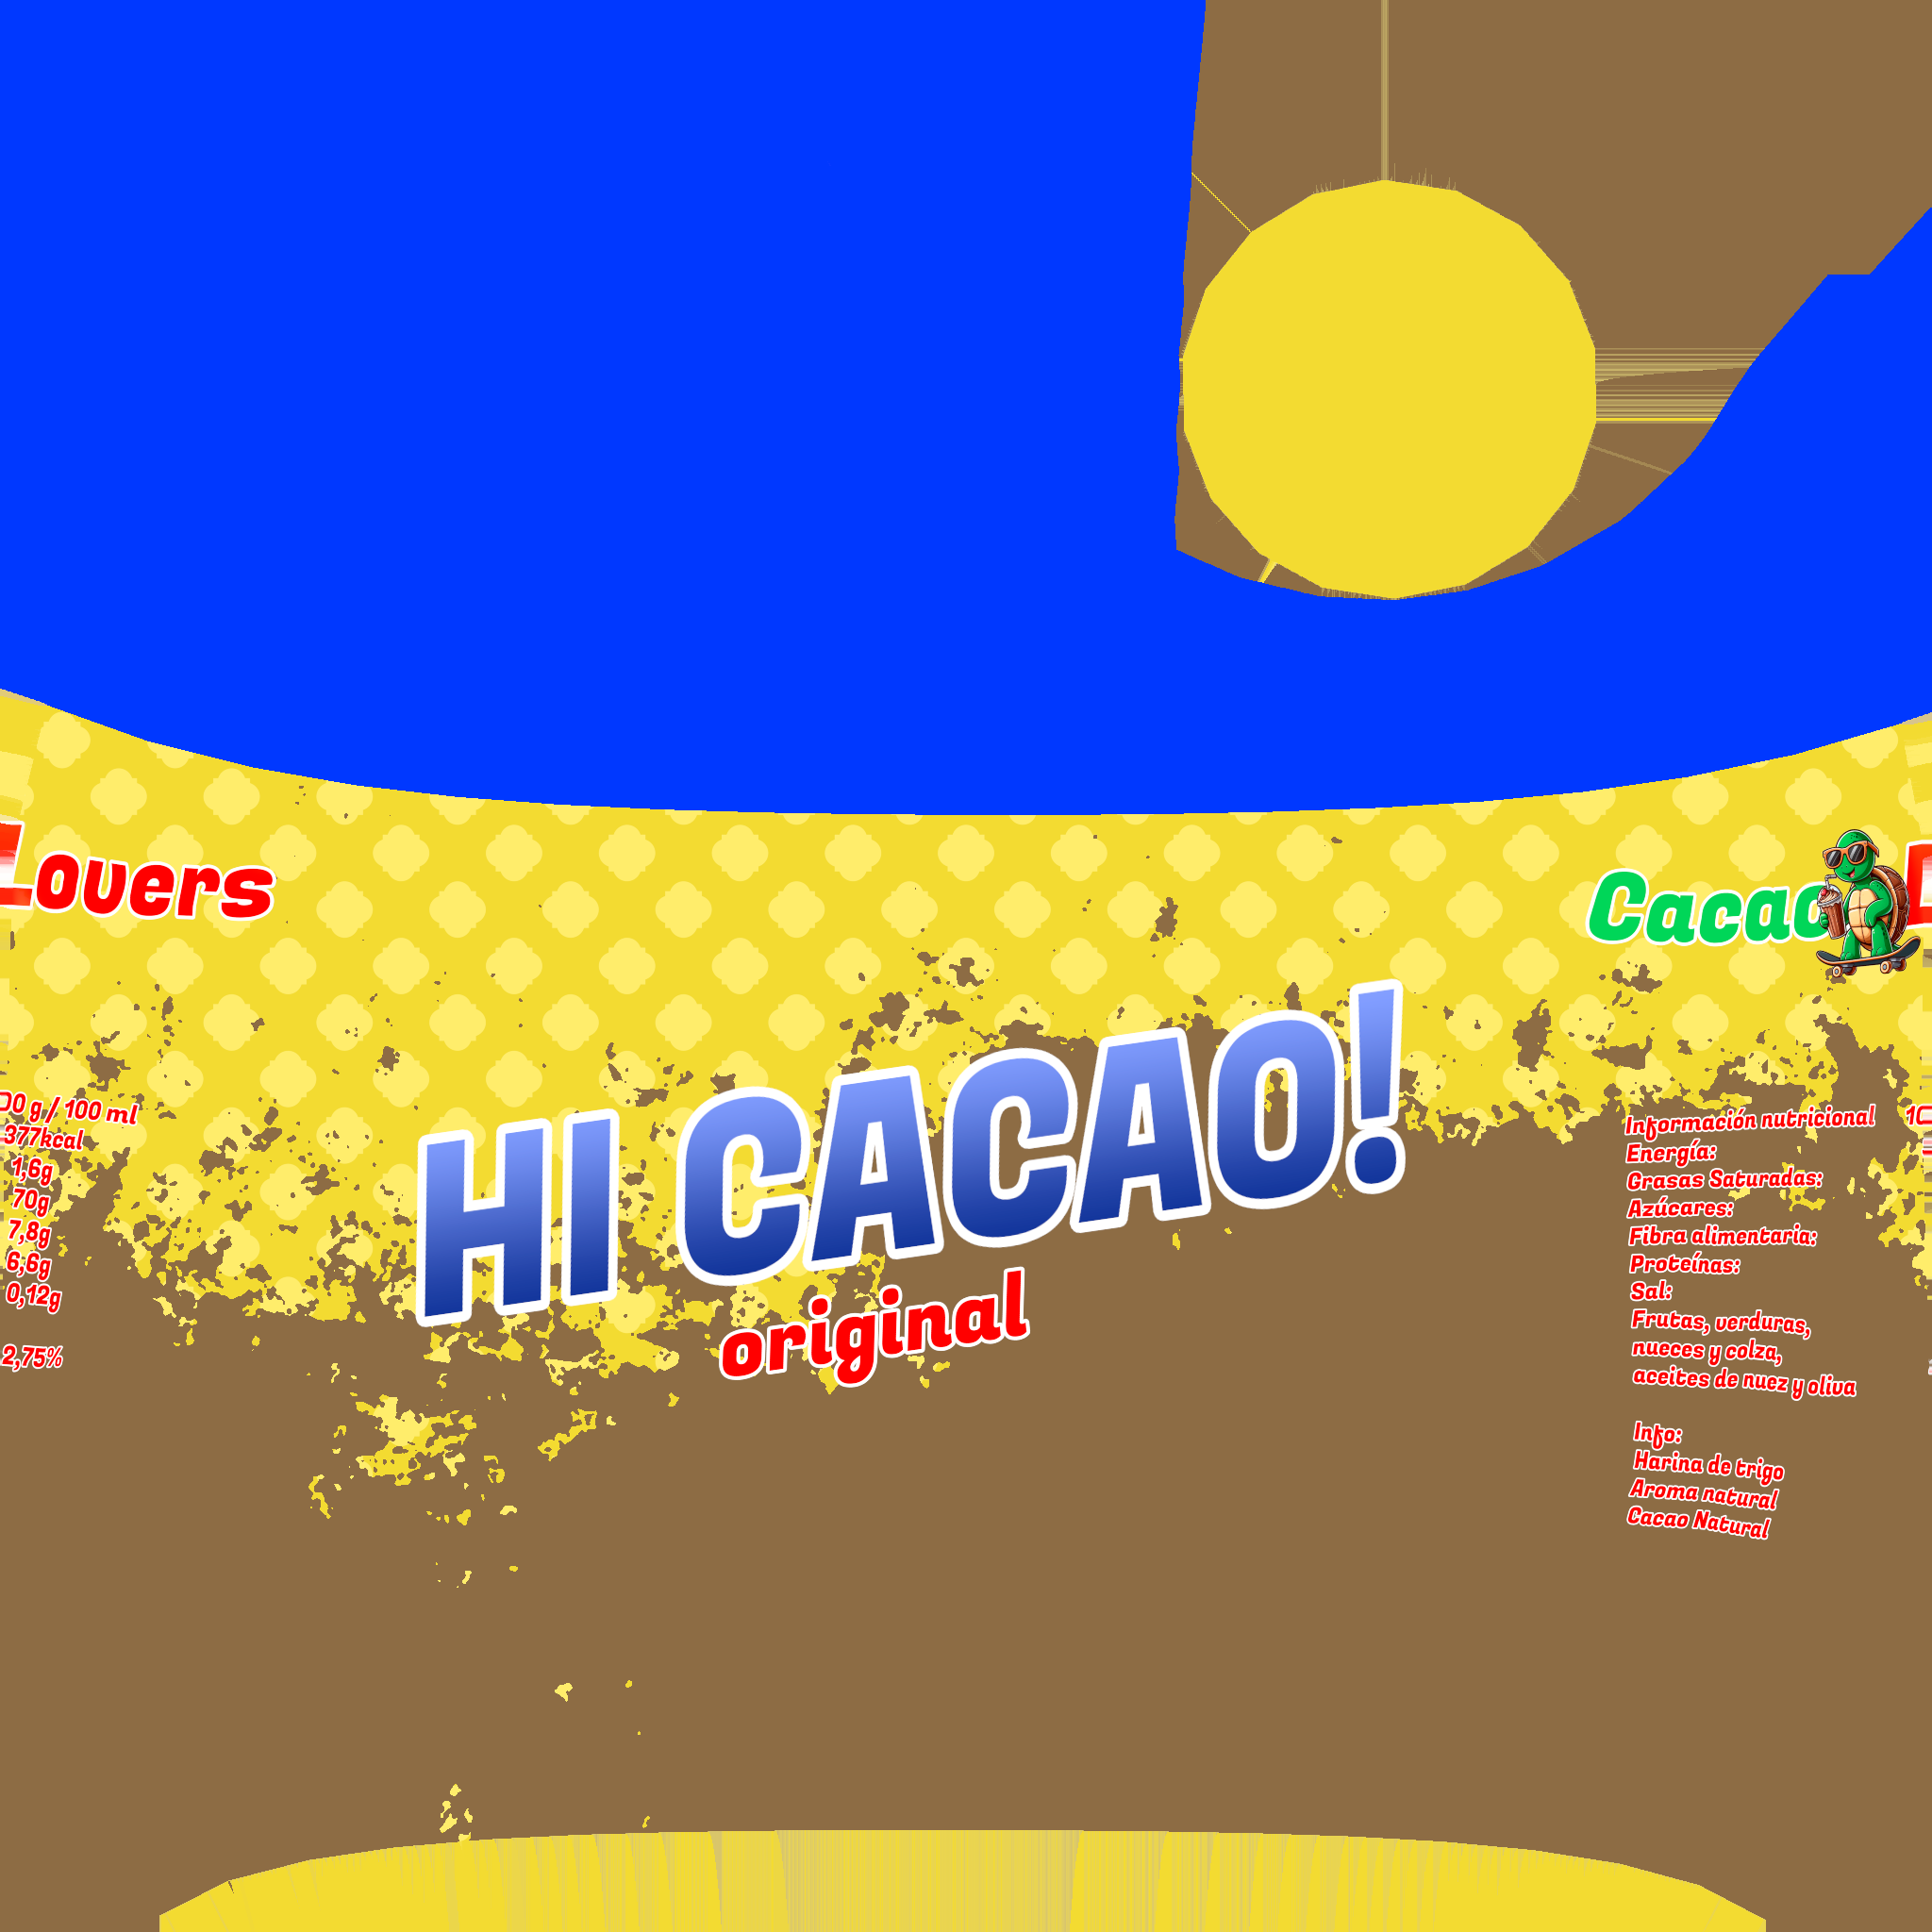 Lovers
Cacao
HI CACAO!
original
g / 100 ml
377kcal
1,6g
70g
7,8g
6,6g
0,12g
2,75%
Información nutricional
Energía:
Grasas Saturadas:
Azúcares:
Fibra alimentaria:
Proteínas:
Sal:
Frutas, verduras,
nueces y colza,
aceites de nuez y oliva
Info:
Harina de trigo
Aroma natural
Cacao Natural